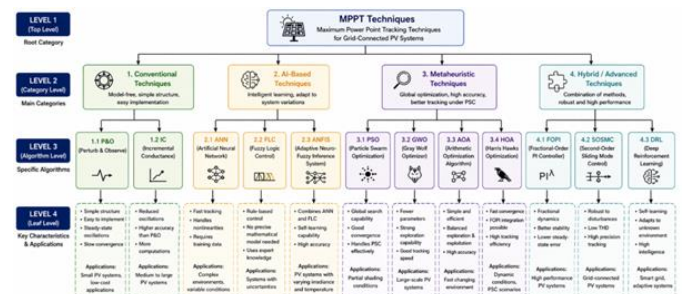 LEVEL 1
(Top Level)
Root Category
MPPT Techniques
Maximum Power Point Tracking Techniques
for Grid-Connected PV Systems
LEVEL 2
(Category Level)
Main Categories
1. Conventional
Techniques
Model-free, simple structure,
easy implementation
2. AI-Based
Techniques
Intelligent learning, adapt to
system variations
3. Metaheuristic
Techniques
Global optimization, high accuracy,
better tracking under PSC
4. Hybrid / Advanced
Techniques
Combination of methods,
robust and high performance
LEVEL 3
(Algorithm Level)
Specific Algorithms
1.1 P&O
(Perturb & Observe)
1.2 IC
(Incremental
Conductance)
2.1 ANN
(Artificial Neural
Network)
2.2 FLC
(Fuzzy Logic
Control)
2.3 ANFIS
(Adaptive Neuro-
Fuzzy Inference
System)
3.1 PSO
(Particle Swarm
Optimization)
3.2 GWO
(Gray Wolf
Optimizer)
3.3 AOA
(Arithmetic Optimization
Algorithm)
3.4 HOA
(Harris Hawks
Optimization)
4.1 FOPI
(Fractional-Order
PI Controller)
PI^λ
4.2 SOSMC
(Second-Order
Sliding Mode Control)
4.3 DRL
(Deep
Reinforcement
Learning)
LEVEL 4
(Leaf Level)
Key Characteristics
& Applications
• Simple structure
• Easy to implement
• Steady-state
oscillations
• Slow convergence
Applications:
Small PV systems,
low-cost
applications
• Reduced
oscillations
• Higher accuracy
than P&O
• More
computations
Applications:
Medium to large
PV systems
• Fast tracking
• Handles
nonlinearities
• Requires
training data
Applications:
Complex
environments,
variable conditions
• Rule-based
control
• No precise
mathematical
model needed
• Uses expert
knowledge
Applications:
Systems with
uncertainties
• Combines ANN
and FLC
• Self-learning
capability
• High accuracy
Applications:
PV systems with
varying irradiance
and temperature
• Global search
capability
• Good
convergence
• Handles PSC
effectively
Applications:
Partial shading
conditions
• Fewer
parameters
• Strong
exploration
capability
• Good tracking
speed
Applications:
Large-scale PV
systems
• Simple and
efficient
• Balanced
exploration &
exploitation
• High accuracy
Applications:
Fast changing
environment
• Fast convergence
• FOPI integration
possible
• High tracking
efficiency
Applications:
Dynamic
conditions,
PSC scenarios
• Fractional
dynamics
• Better stability
• Lower steady-
state error
Applications:
High performance
PV systems
• Robust to
disturbances
• Low THD
• High precision
tracking
Applications:
Grid-connected
PV systems
• Self-learning
• Adapt to
unknown
environment
• High
intelligence
Applications:
Smart grid,
adaptive systems